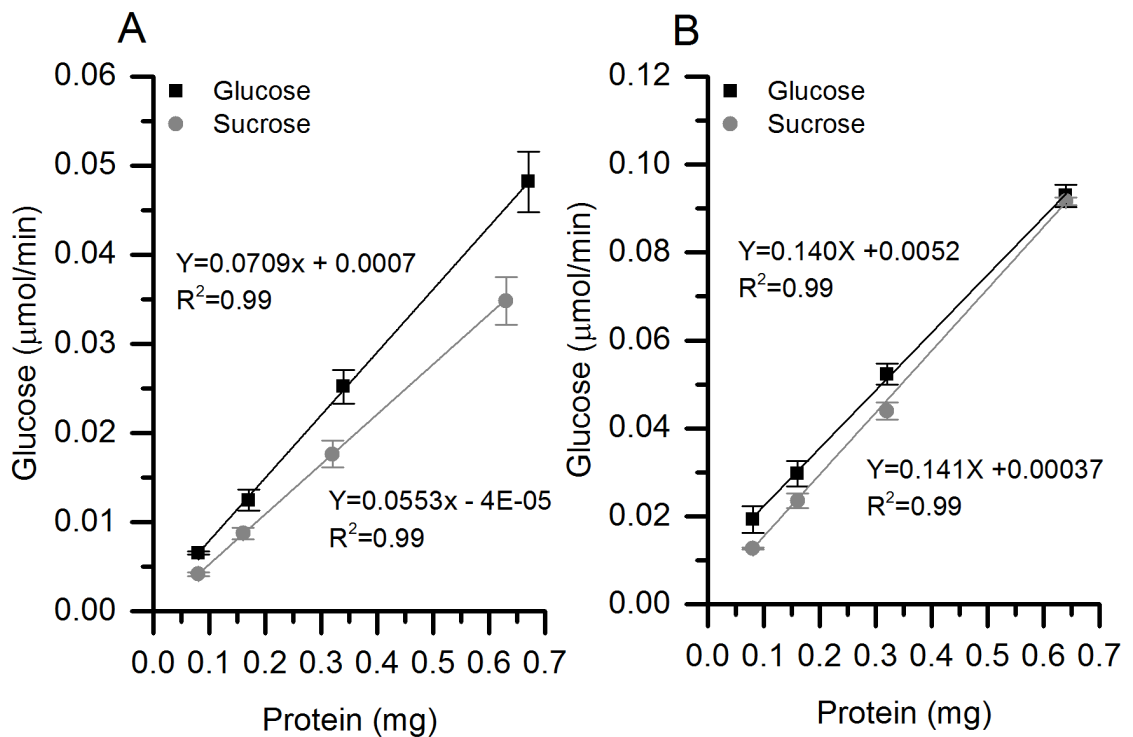 A
0.06
0.05
0.04
0.03
0.02
0.01
0.00
Glucose (µmol/min)
Glucose
Sucrose
Y=0.0709x + 0.0007
R²=0.99
Y=0.0553x - 4E-05
R²=0.99
0.0 0.1 0.2 0.3 0.4 0.5 0.6 0.7
Protein (mg)
B
0.12
0.10
0.08
0.06
0.04
0.02
0.00
Glucose (µmol/min)
Glucose
Sucrose
Y=0.140X +0.0052
R²=0.99
Y=0.141X +0.00037
R²=0.99
0.0 0.1 0.2 0.3 0.4 0.5 0.6 0.7
Protein (mg)